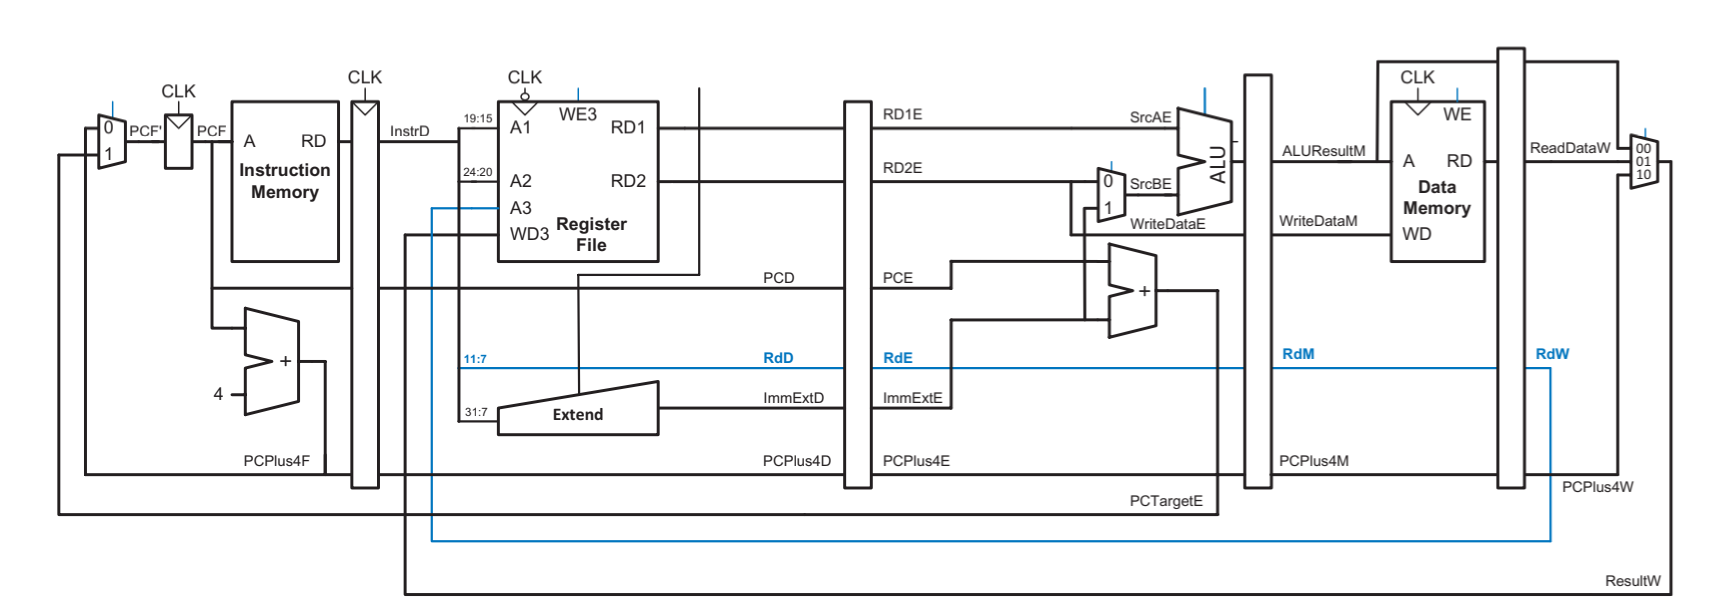 CLK
CLK
CLK
CLK
0
1
PCF'
PCF
A
RD
Instruction
Memory
InstrD
19:15
24:20
A1
A2
A3
WD3
WE3
RD1
RD2
Register
File
RD1E
RD2E
SrcAE
0
1
SrcBE
WriteDataE
ALU
ALUResultM
WriteDataM
WE
A
RD
Data
Memory
WD
ReadDataW
00
01
10
PCD
PCE
+
4
+
11:7
RdD
RdE
RdM
RdW
31:7
Extend
ImmExtD
ImmExtE
PCPlus4F
PCPlus4D
PCPlus4E
PCPlus4M
PCPlus4W
PCTargetE
ResultW